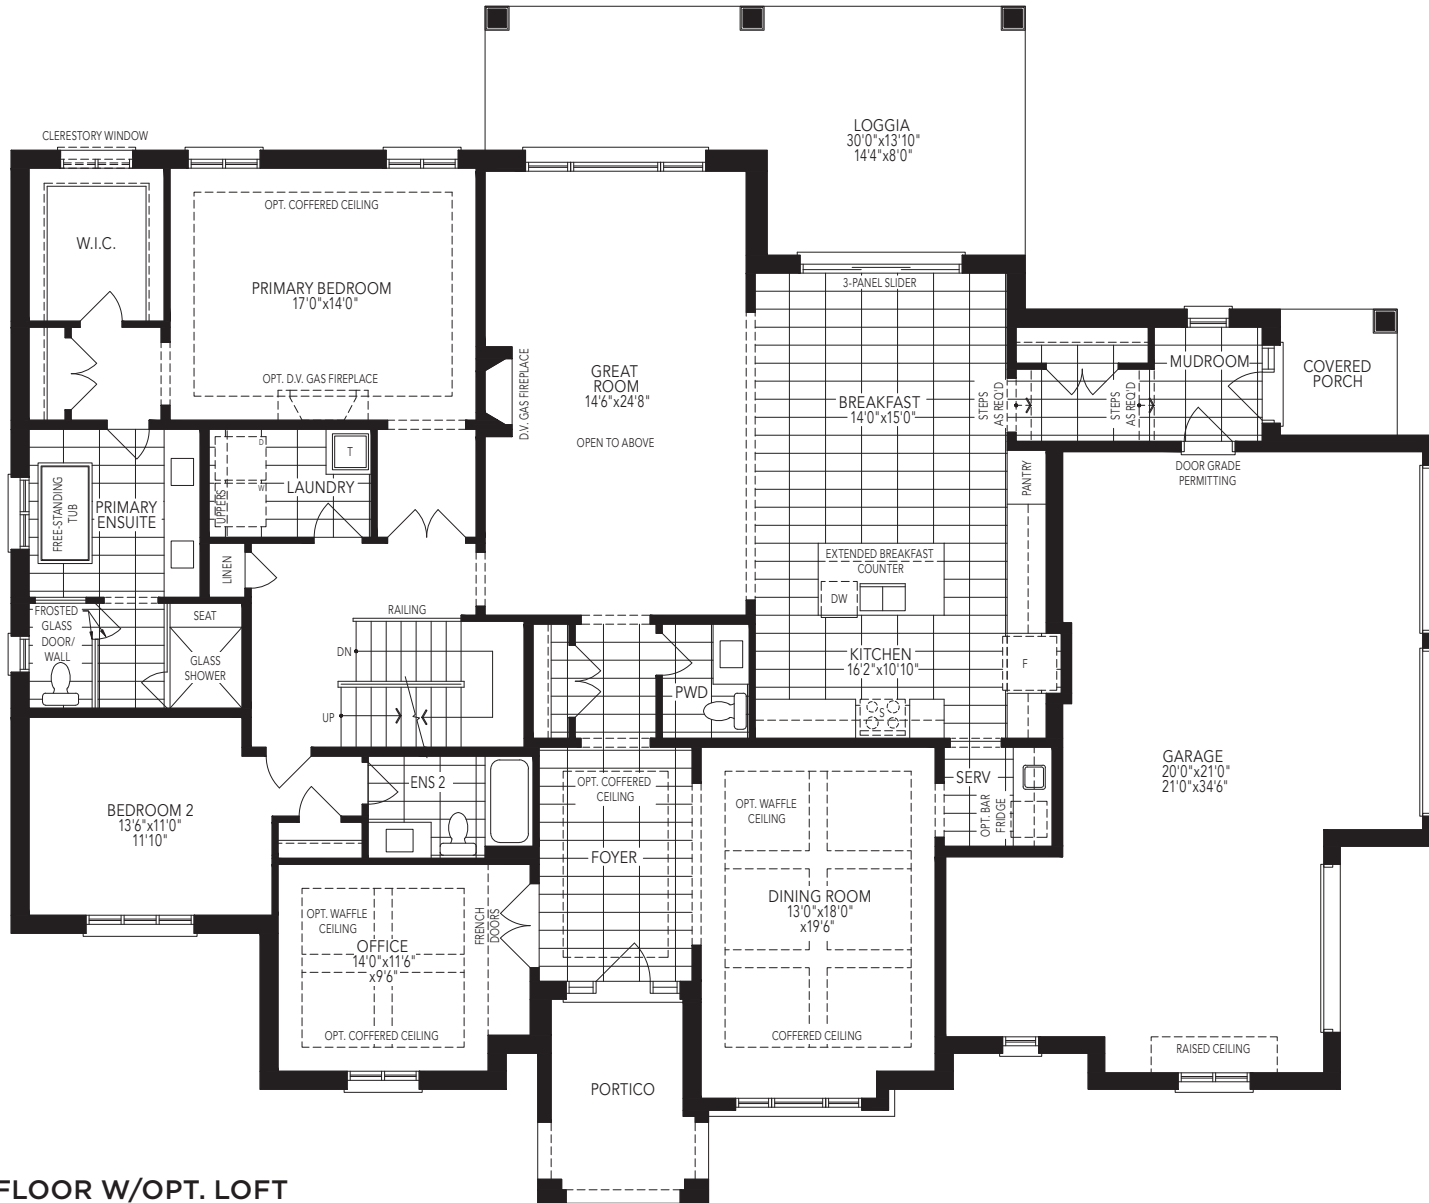 LOGGIA
30'0"x13'10"
14'4"x8'0"
CLERESTORY WINDOW
OPT. COFFERED CEILING
W.I.C.
PRIMARY BEDROOM
17'0"x14'0"
OPT. D.V. GAS FIREPLACE
D.V. GAS FIREPLACE
GREAT
ROOM
14'6"x24'8"
OPEN TO ABOVE
3-PANEL SLIDER
BREAKFAST
14'0"x15'0"
STEPS
AS REQ'D
STEPS
AS REQ'D
MUDROOM
COVERED
PORCH
DOOR GRADE
PERMITTING
PANTRY
FREE-STANDING
TUB
PRIMARY
ENSUITE
UPPERS
D
W
LAUNDRY
T
LINEN
EXTENDED BREAKFAST
COUNTER
DW
FROSTED
GLASS
DOOR/
WALL
SEAT
GLASS
SHOWER
RAILING
DN
UP
PWD
KITCHEN
16'2"x10'10"
F
S
BEDROOM 2
13'6"x11'0"
11'10"
ENS 2
OPT. COFFERED
CEILING
FOYER
OPT. WAFFLE
CEILING
SERV
OPT. BAR
FRIDGE
GARAGE
20'0"x21'0"
21'0"x34'6"
OPT. WAFFLE
CEILING
OFFICE
14'0"x11'6"
x9'6"
FRENCH
DOORS
OPT. COFFERED CEILING
DINING ROOM
13'0"x18'0"
x19'6"
COFFERED CEILING
RAISED CEILING
PORTICO
FLOOR W/OPT. LOFT